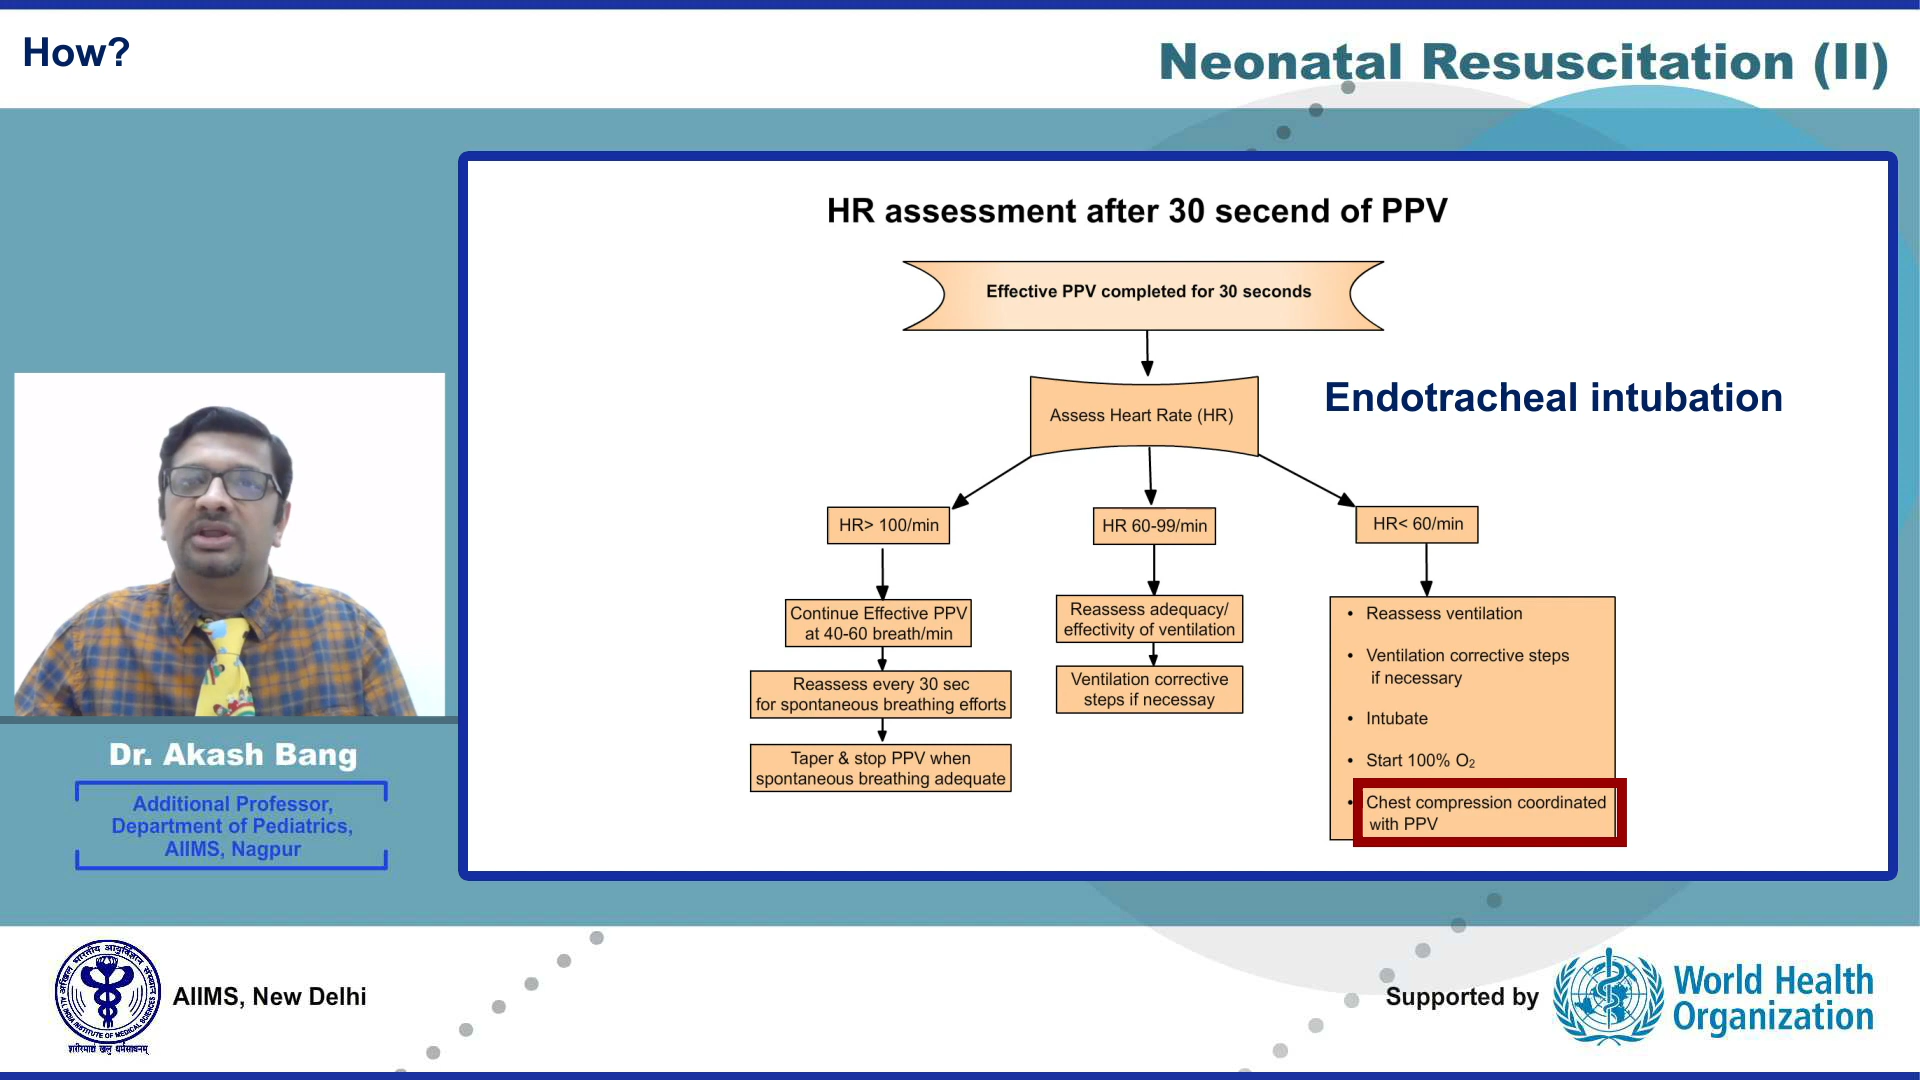 How?
Neonatal Resuscitation (II)
HR assessment after 30 secend of PPV
Effective PPV completed for 30 seconds
Assess Heart Rate (HR)
Endotracheal intubation
HR> 100/min
HR 60-99/min
HR< 60/min
Continue Effective PPV
at 40-60 breath/min
Reassess every 30 sec
for spontaneous breathing efforts
Taper & stop PPV when
spontaneous breathing adequate
Reassess adequacy/
effectivity of ventilation
Ventilation corrective
steps if necessay
• Reassess ventilation
• Ventilation corrective steps
if necessary
• Intubate
• Start 100% O₂
• Chest compression coordinated
with PPV
Dr. Akash Bang
Additional Professor,
Department of Pediatrics,
AIIMS, Nagpur
AIIMS, New Delhi
Supported by
World Health
Organization